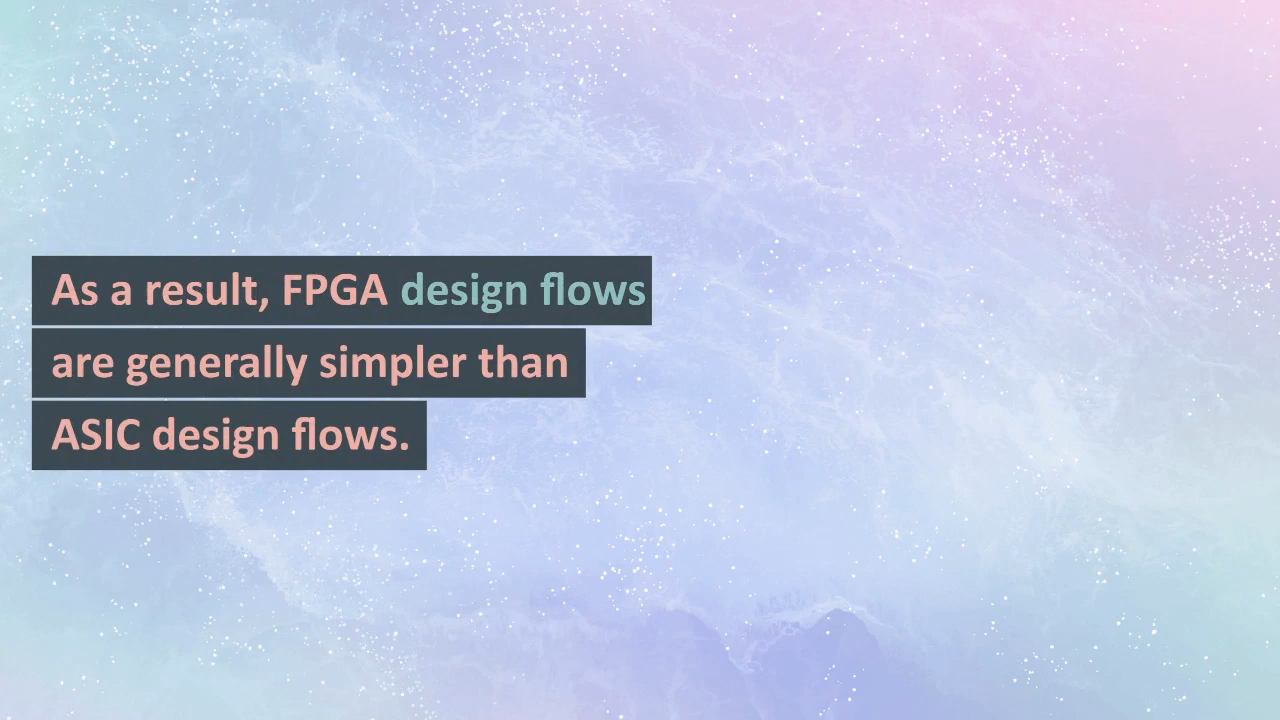 As a result, FPGA design flows
are generally simpler than
ASIC design flows.